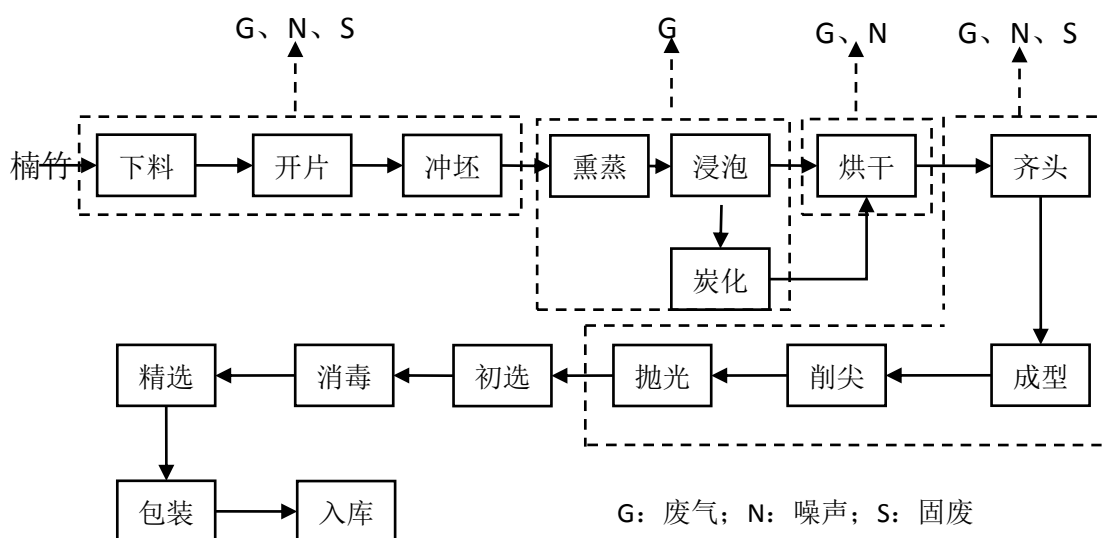 G、N、S
G
G、N
G、N、S
楠竹
下料
开片
冲坯
熏蒸
浸泡
烘干
齐头
炭化
精选
消毒
初选
抛光
削尖
成型
包装
入库
G：废气；N：噪声；S：固废